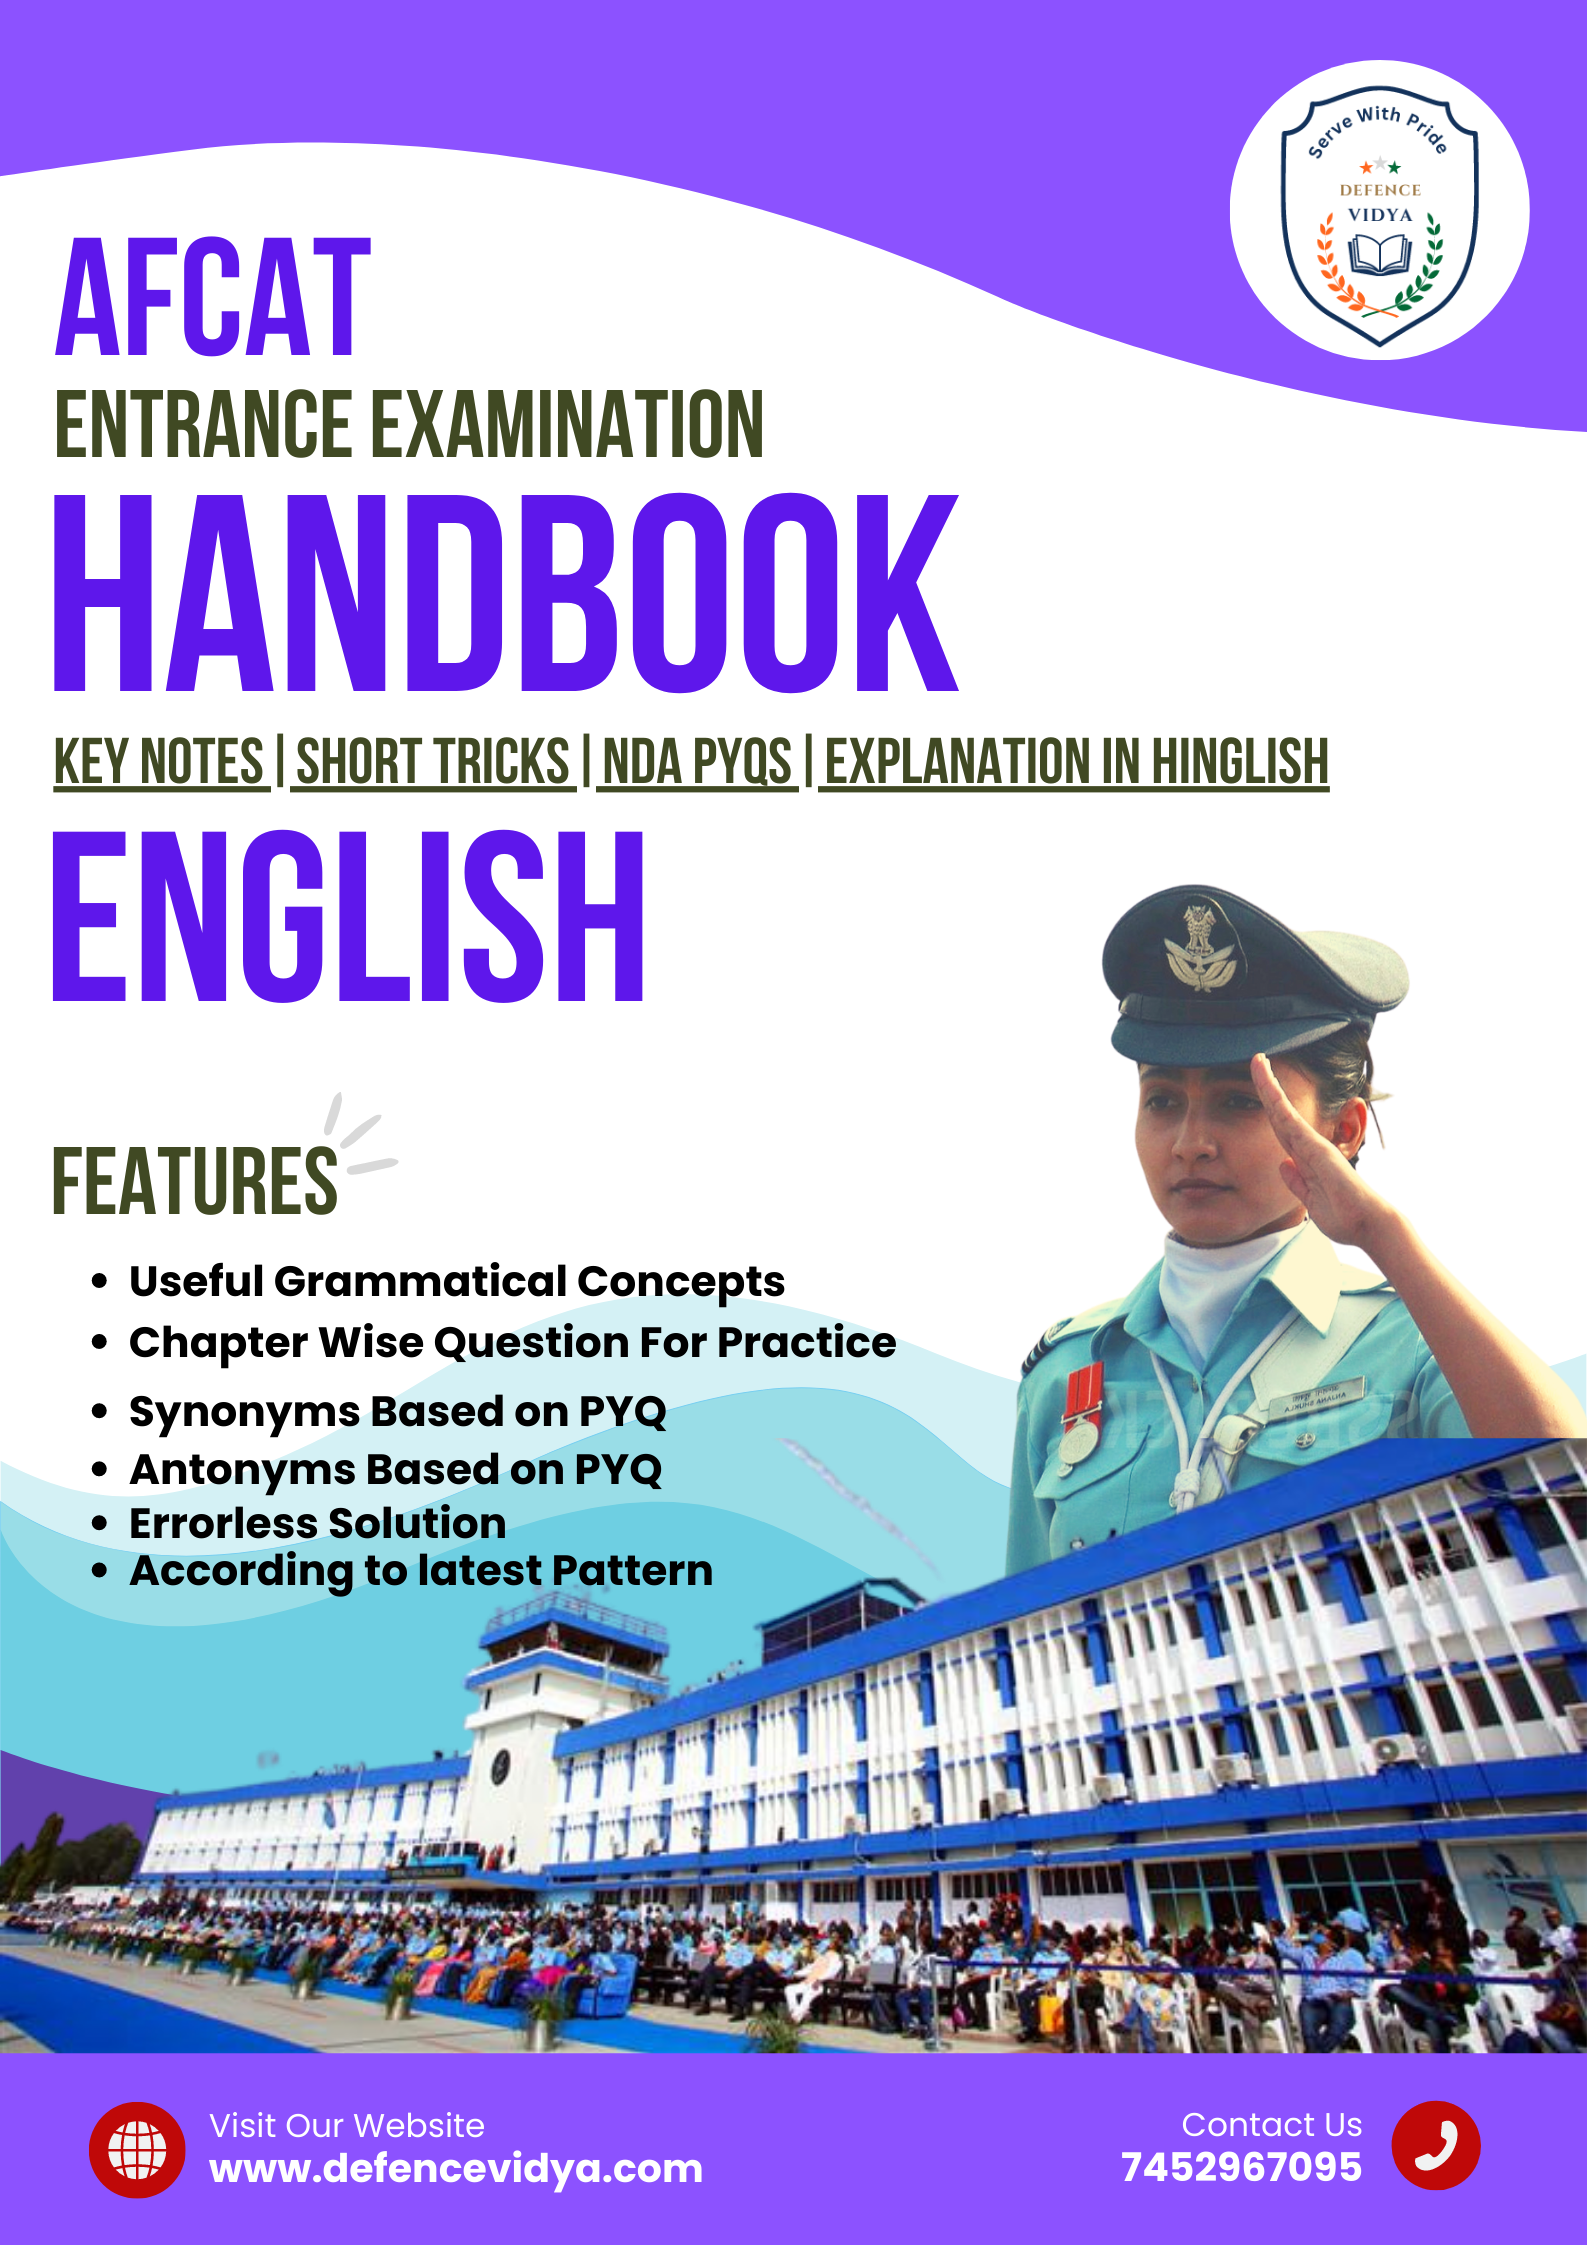 Serve With Pride
DEFENCE
VIDYA
AFCAT
ENTRANCE EXAMINATION
HANDBOOK
KEY NOTES | SHORT TRICKS | NDA PYQS | EXPLANATION IN HINGLISH
ENGLISH
FEATURES
• Useful Grammatical Concepts
• Chapter Wise Question For Practice
• Synonyms Based on PYQ
• Antonyms Based on PYQ
• Errorless Solution
• According to latest Pattern
Visit Our Website
www.defencevidya.com
Contact Us
7452967095